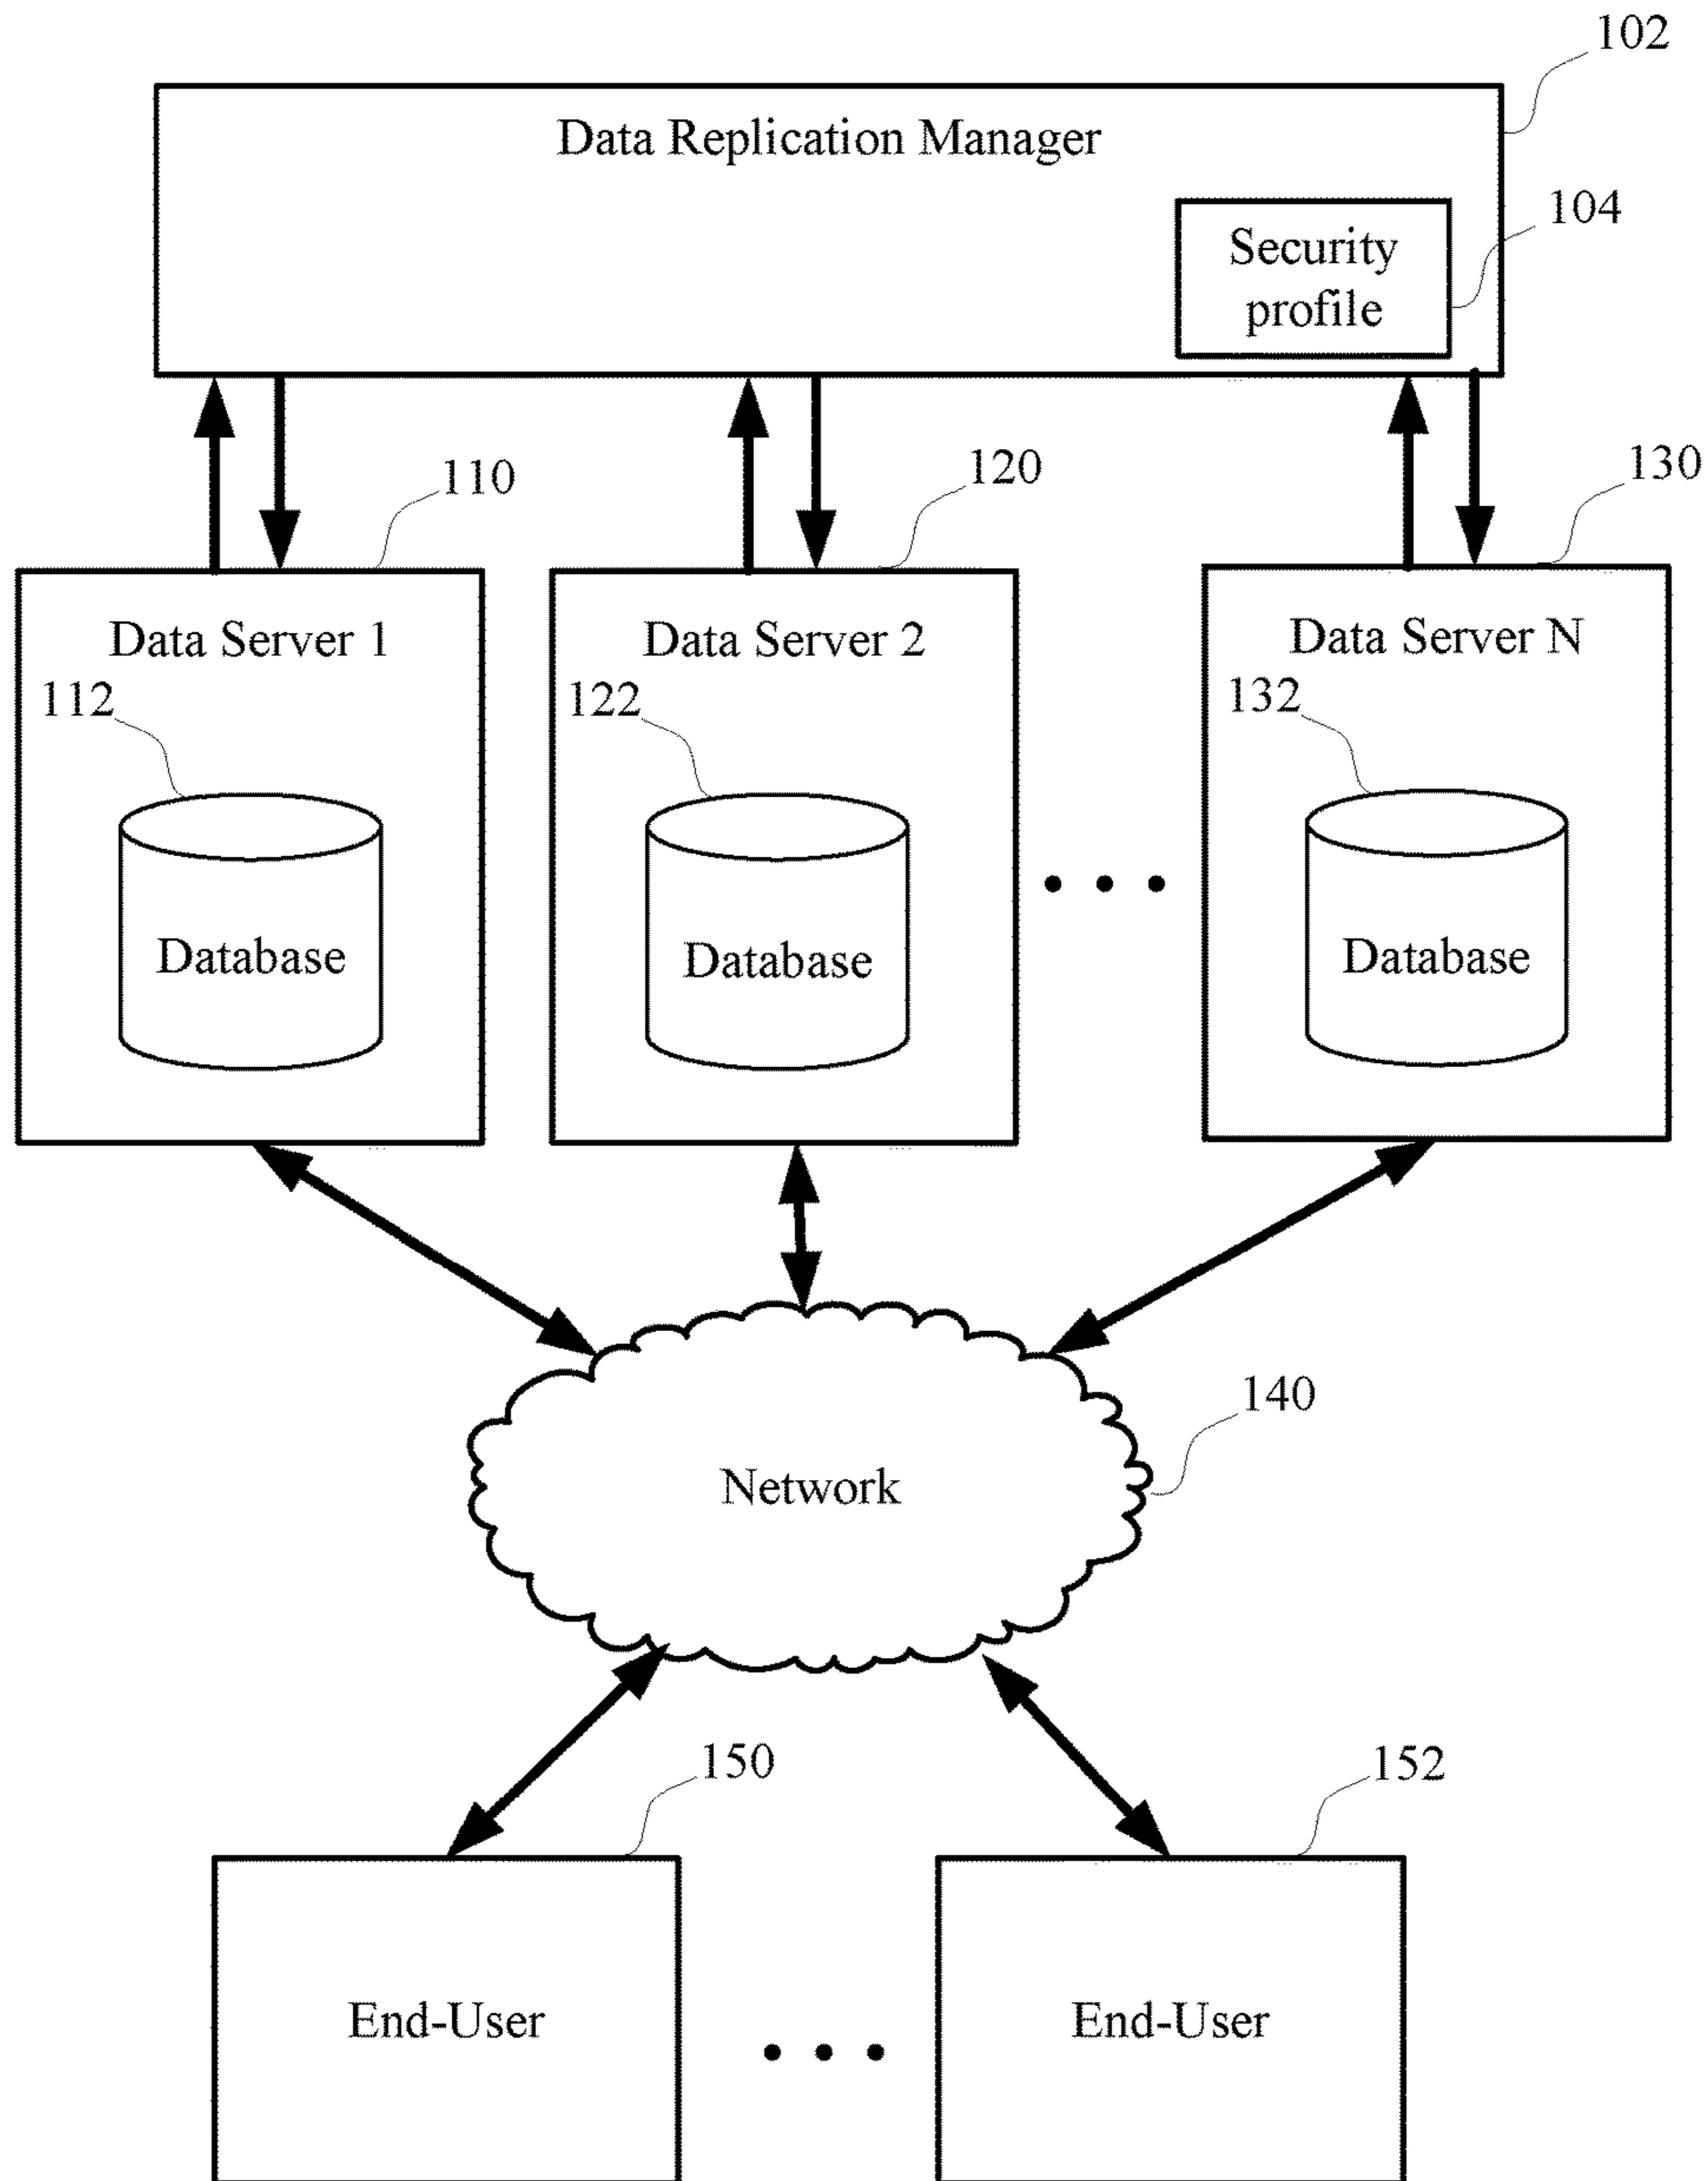 102
Data Replication Manager
104
Security
profile
110
120
130
Data Server 1
Data Server 2
Data Server N
112
122
132
Database
Database
Database
140
Network
150
152
End-User
End-User